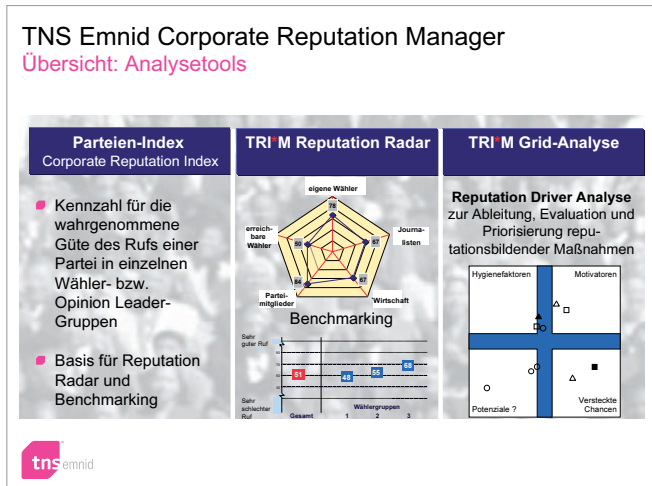 TNS Emnid Corporate Reputation Manager
Übersicht: Analysetools
Parteien-Index
Corporate Reputation Index
Kennzahl für die
wahrgenommene
Güte des Rufs einer
Partei in einzelnen
Wähler- bzw.
Opinion Leader-
Gruppen
Basis für Reputation
Radar und
Benchmarking
TRI*M Reputation Radar
eigene Wähler
78
erreich-
bare
Wähler
50
67
Journa-
listen
84
67
Partei-
mitglieder
Wirtschaft
Benchmarking
Sehr
guter Ruf
51
48
55
68
Sehr
schlechter
Ruf
Gesamt
Wählergruppen
1 2 3
TRI*M Grid-Analyse
Reputation Driver Analyse
zur Ableitung, Evaluation und
Priorisierung repu-
tationsbildender Maßnahmen
Hygienefaktoren
Motivatoren
Potenziale ?
Versteckte
Chancen
tns emnid